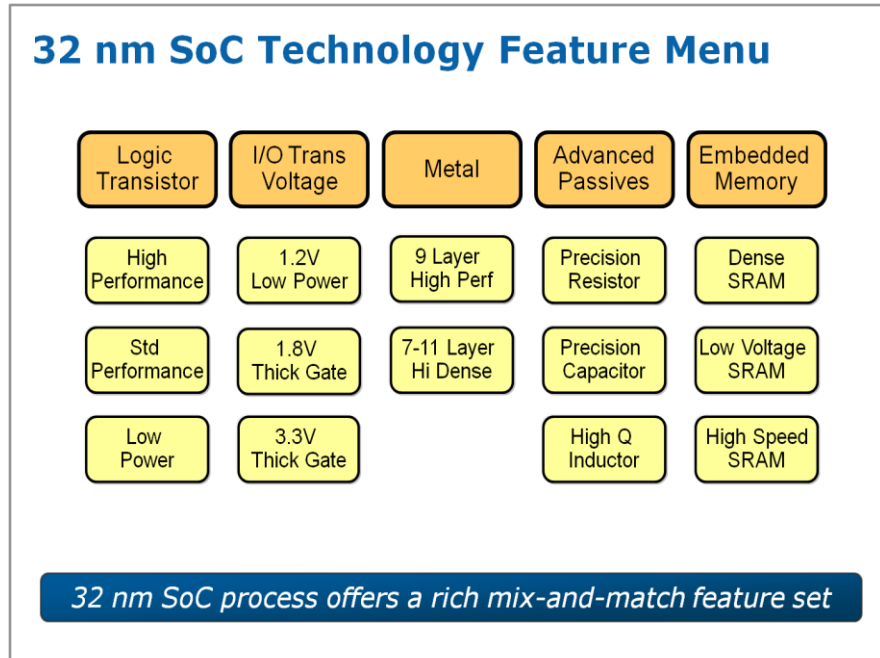 32 nm SoC Technology Feature Menu
Logic
Transistor
I/O Trans
Voltage
Metal
Advanced
Passives
Embedded
Memory
High
Performance
1.2V
Low Power
9 Layer
High Perf
Precision
Resistor
Dense
SRAM
Std
Performance
1.8V
Thick Gate
7-11 Layer
Hi Dense
Precision
Capacitor
Low Voltage
SRAM
Low
Power
3.3V
Thick Gate
High Q
Inductor
High Speed
SRAM
32 nm SoC process offers a rich mix-and-match feature set